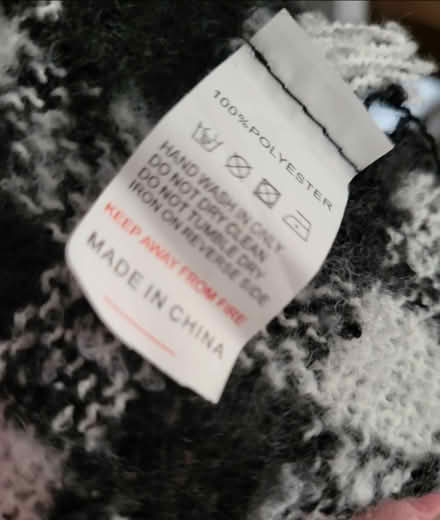 100%POLYESTER
HAND WASH IN ONLY
DO NOT DRY CLEAN
DO NOT TUMBLE DRY
IRON ON REVERSE SIDE
KEEP AWAY FROM FIRE
MADE IN CHINA